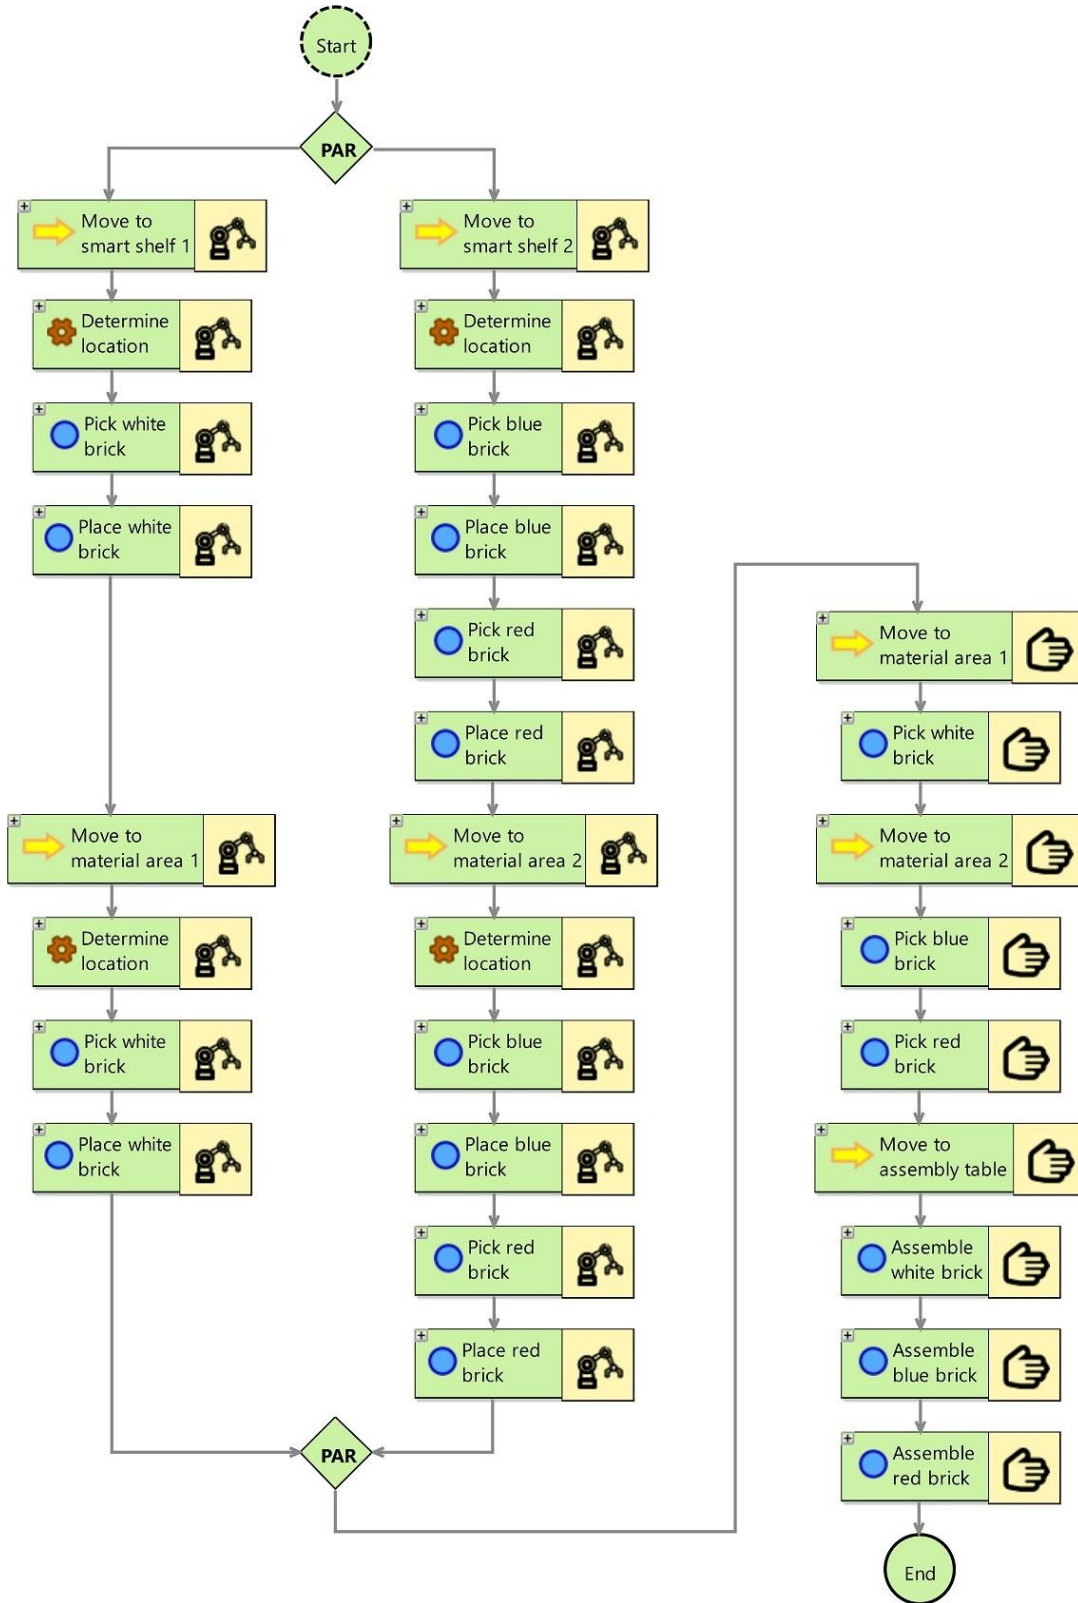 Start
PAR
Move to
smart shelf 1
Determine
location
Pick white
brick
Place white
brick
Move to
material area 1
Determine
location
Pick white
brick
Place white
brick
Move to
smart shelf 2
Determine
location
Pick blue
brick
Place blue
brick
Pick red
brick
Place red
brick
Move to
material area 2
Determine
location
Pick blue
brick
Place blue
brick
Pick red
brick
Place red
brick
PAR
Move to
material area 1
Pick white
brick
Move to
material area 2
Pick blue
brick
Pick red
brick
Move to
assembly table
Assemble
white brick
Assemble
blue brick
Assemble
red brick
End